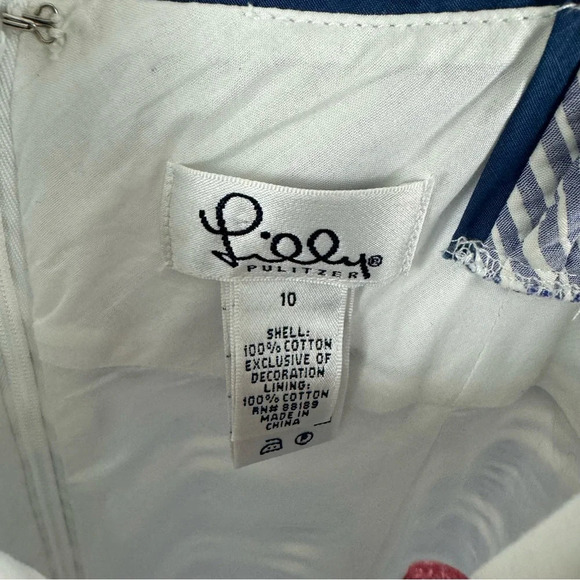 Lilly®
PULITZER
10
SHELL:
100% COTTON
EXCLUSIVE OF
DECORATION
LINING:
100% COTTON
RN# 88189
MADE IN
CHINA